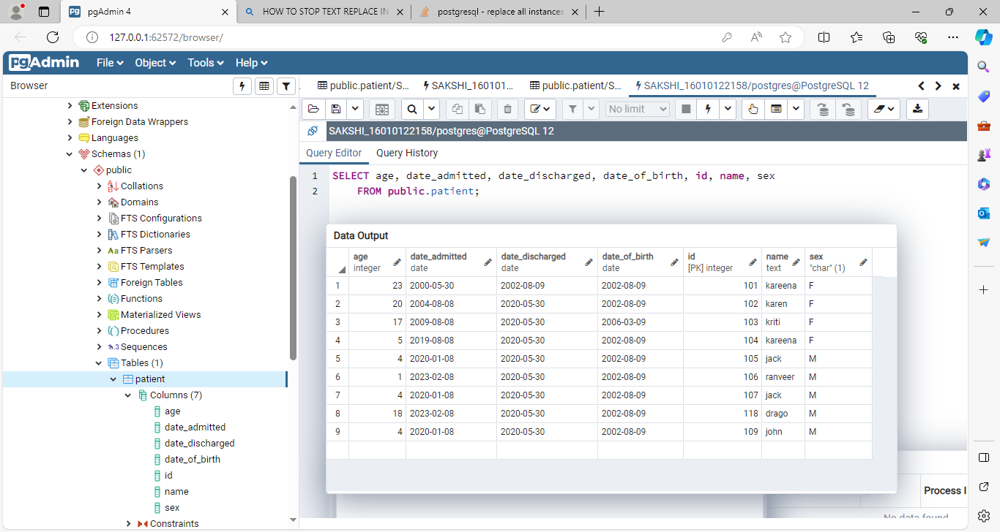 pgAdmin 4
HOW TO STOP TEXT REPLACE IN
postgresql - replace all instances
127.0.0.1:62572/browser/
pgAdmin File Object Tools Help
Browser
public.patient/S... SAKSHI_160101... public.patient/S... SAKSHI_16010122158/postgres@PostgreSQL 12
No limit
SAKSHI_16010122158/postgres@PostgreSQL 12
Query Editor Query History
1 SELECT age, date_admitted, date_discharged, date_of_birth, id, name, sex
2 FROM public.patient;
Extensions
Foreign Data Wrappers
Languages
Schemas (1)
public
Collations
Domains
FTS Configurations
FTS Dictionaries
Aa FTS Parsers
FTS Templates
Foreign Tables
Functions
Materialized Views
Procedures
1..3 Sequences
Tables (1)
patient
Columns (7)
age
date_admitted
date_discharged
date_of_birth
id
name
sex
Constraints
Data Output
age integer date_admitted date date_discharged date date_of_birth date id [PK] integer name text sex "char" (1)
1 23 2000-05-30 2002-08-09 2002-08-09 101 kareena F
2 20 2004-08-08 2020-05-30 2002-08-09 102 karen F
3 17 2009-08-08 2020-05-30 2006-03-09 103 kriti F
4 5 2019-08-08 2020-05-30 2002-08-09 104 kareena F
5 4 2020-01-08 2020-05-30 2002-08-09 105 jack M
6 1 2023-02-08 2020-05-30 2002-08-09 106 ranveer M
7 4 2020-01-08 2020-05-30 2002-08-09 107 jack M
8 18 2023-02-08 2020-05-30 2002-08-09 118 drago M
9 4 2020-01-08 2020-05-30 2002-08-09 109 john M
Process I
No data found